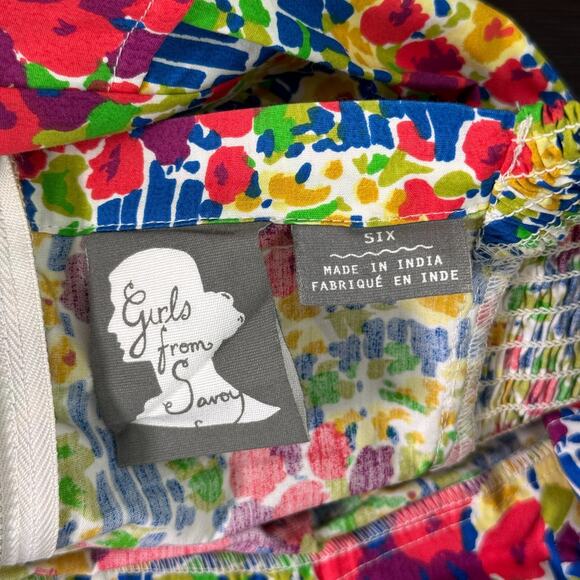 Girls
from
Savoy
SIX
MADE IN INDIA
FABRIQUÉ EN INDE